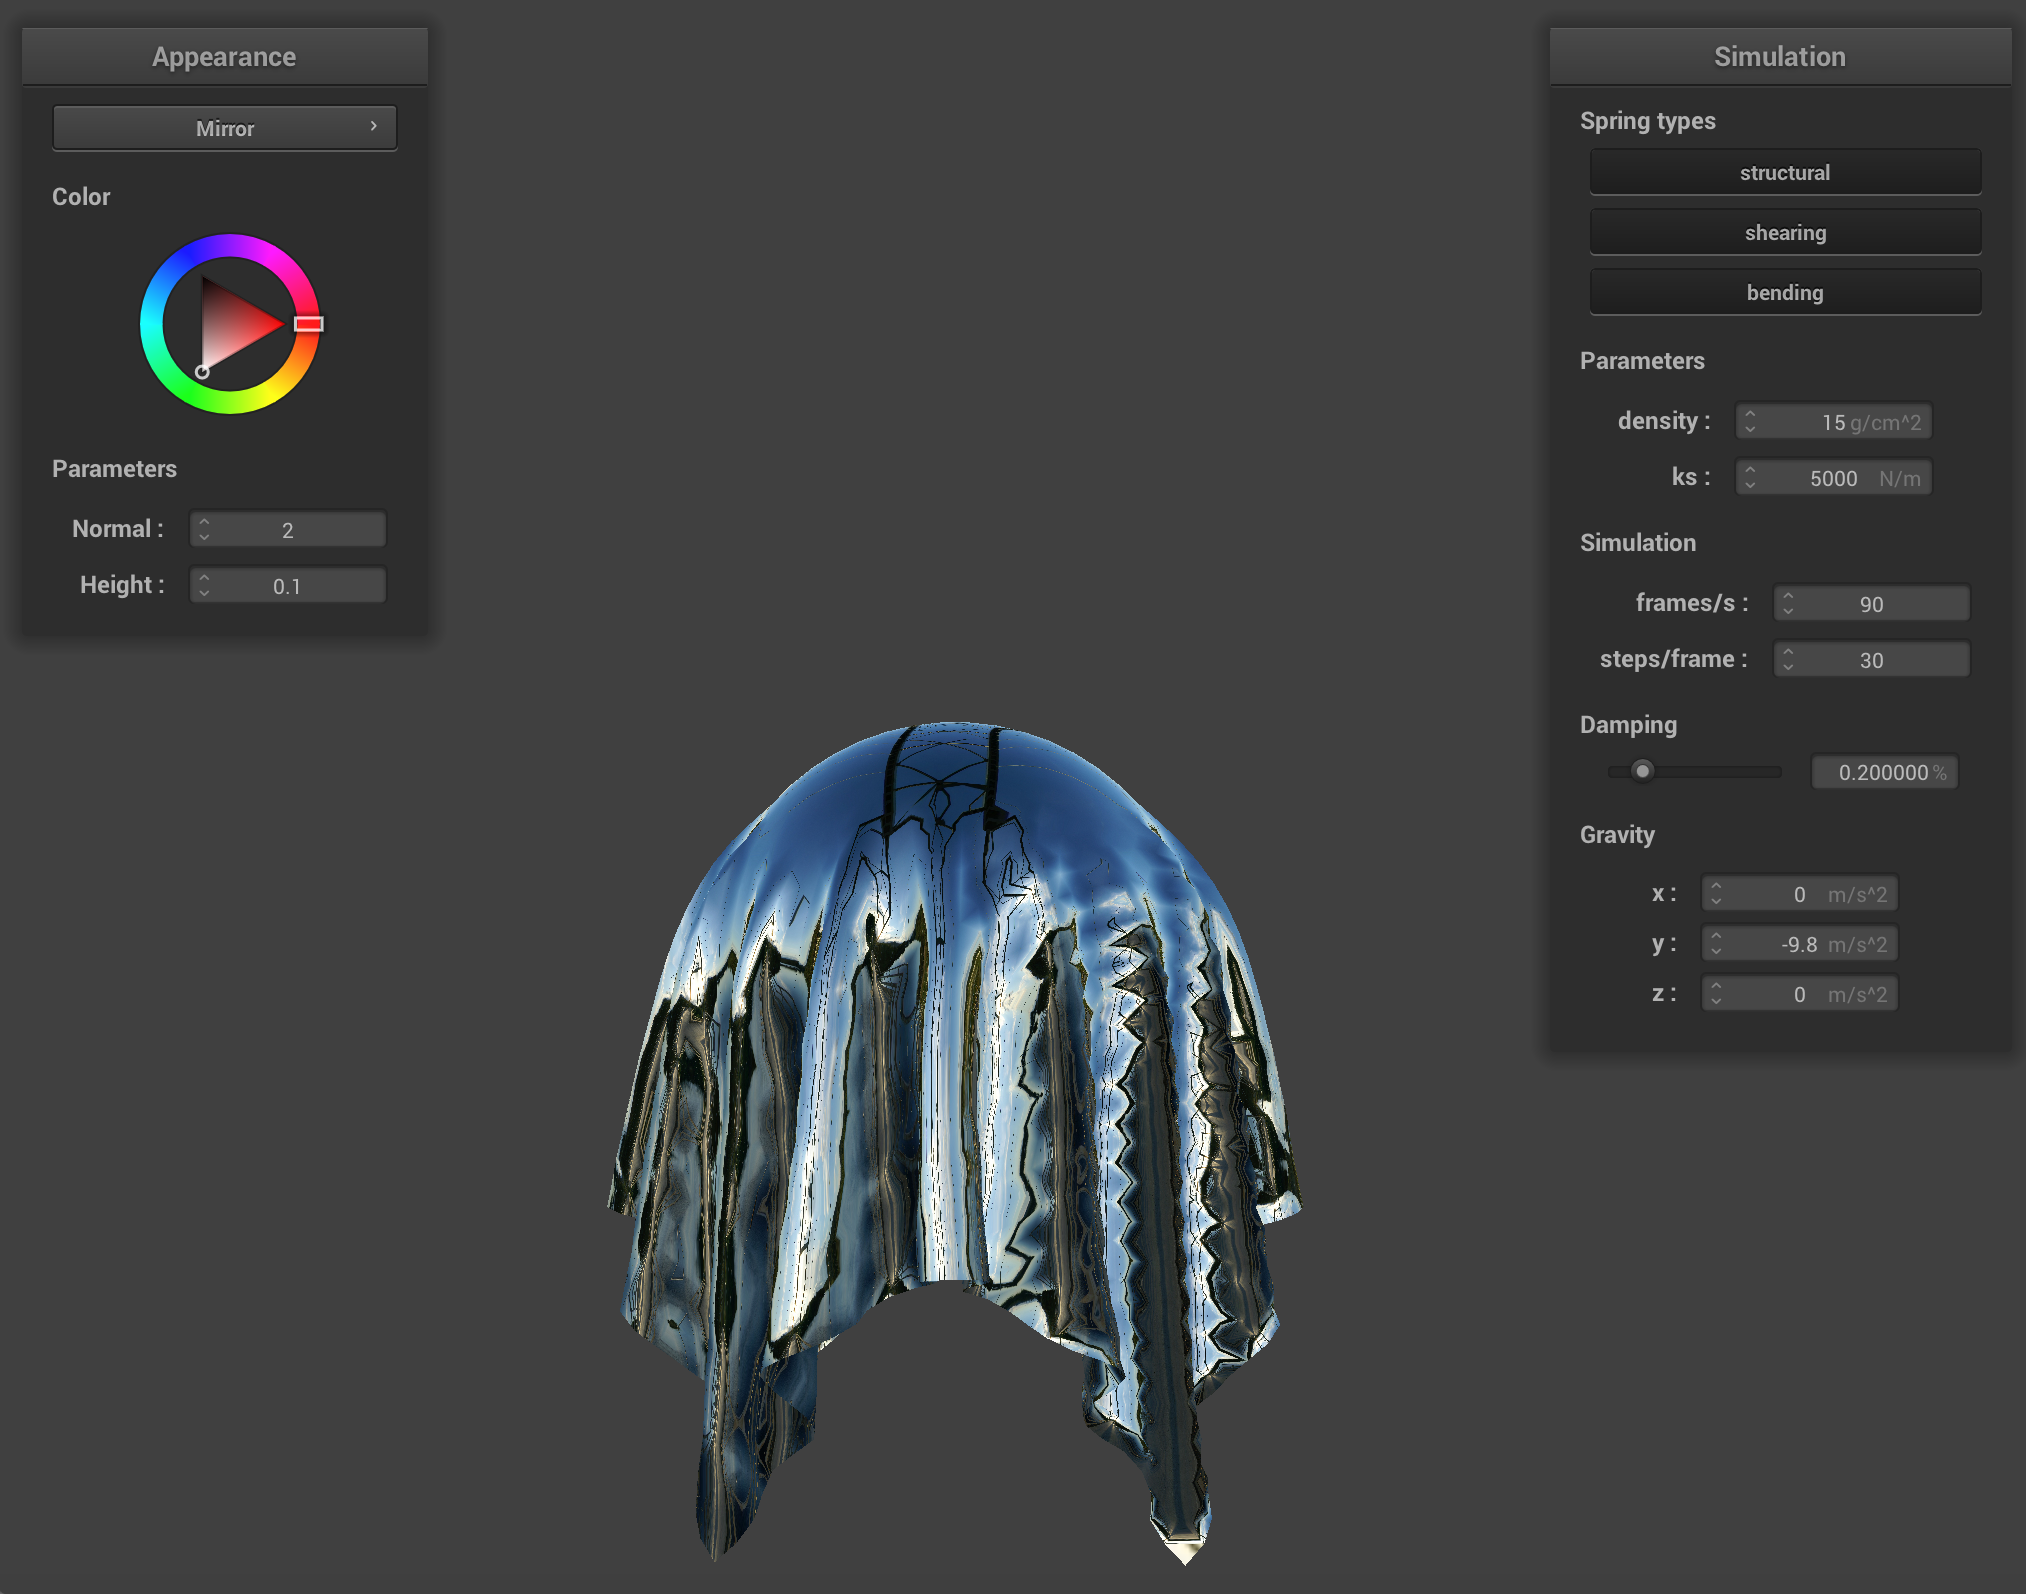 Appearance
Mirror
Color
Parameters
Normal : 2
Height : 0.1
Simulation
Spring types
structural
shearing
bending
Parameters
density : 15 g/cm^2
ks : 5000 N/m
Simulation
frames/s : 90
steps/frame : 30
Damping
0.200000 %
Gravity
x : 0 m/s^2
y : -9.8 m/s^2
z : 0 m/s^2